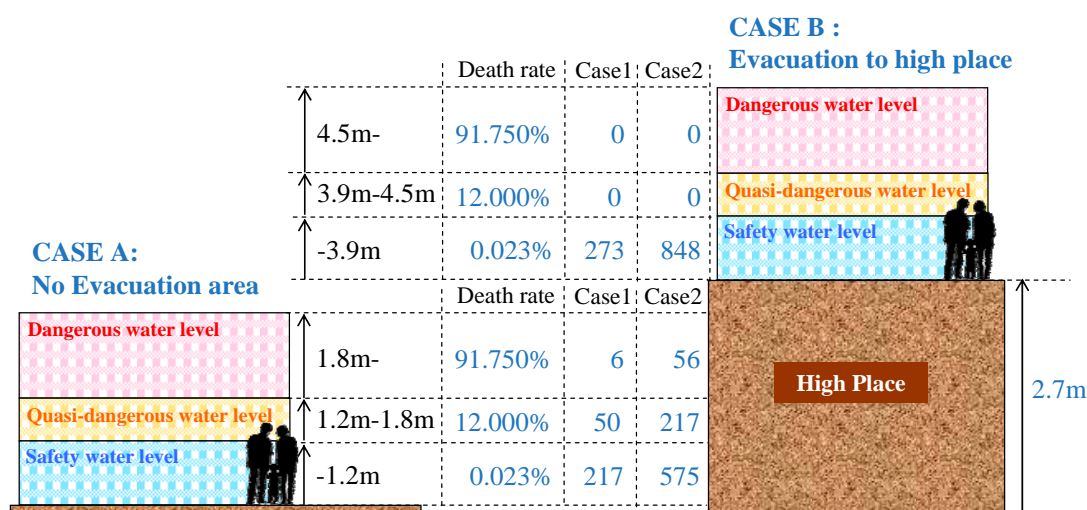 CASE B :
Evacuation to high place
Death rate Case1 Case2
4.5m- 91.750% 0 0
3.9m-4.5m 12.000% 0 0
-3.9m 0.023% 273 848
Dangerous water level
Quasi-dangerous water level
Safety water level
CASE A:
No Evacuation area
Death rate Case1 Case2
1.8m- 91.750% 6 56
1.2m-1.8m 12.000% 50 217
-1.2m 0.023% 217 575
Dangerous water level
Quasi-dangerous water level
Safety water level
High Place
2.7m